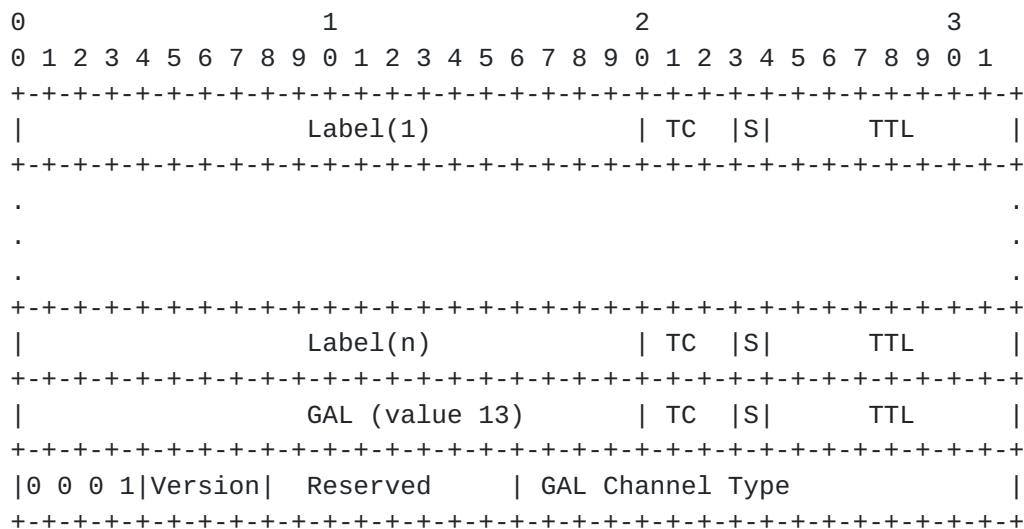 0                   1                   2                   3
0 1 2 3 4 5 6 7 8 9 0 1 2 3 4 5 6 7 8 9 0 1 2 3 4 5 6 7 8 9 0 1
+-+-+-+-+-+-+-+-+-+-+-+-+-+-+-+-+-+-+-+-+-+-+-+-+-+-+-+-+-+-+-+-+
|                  Label(1)             | TC  |S|      TTL      |
+-+-+-+-+-+-+-+-+-+-+-+-+-+-+-+-+-+-+-+-+-+-+-+-+-+-+-+-+-+-+-+-+
.                                                               .
.                                                               .
.                                                               .
+-+-+-+-+-+-+-+-+-+-+-+-+-+-+-+-+-+-+-+-+-+-+-+-+-+-+-+-+-+-+-+-+
|                  Label(n)             | TC  |S|      TTL      |
+-+-+-+-+-+-+-+-+-+-+-+-+-+-+-+-+-+-+-+-+-+-+-+-+-+-+-+-+-+-+-+-+
|                  GAL (value 13)       | TC  |S|      TTL      |
+-+-+-+-+-+-+-+-+-+-+-+-+-+-+-+-+-+-+-+-+-+-+-+-+-+-+-+-+-+-+-+-+
|0 0 0 1|Version|  Reserved     | GAL Channel Type              |
+-+-+-+-+-+-+-+-+-+-+-+-+-+-+-+-+-+-+-+-+-+-+-+-+-+-+-+-+-+-+-+-+